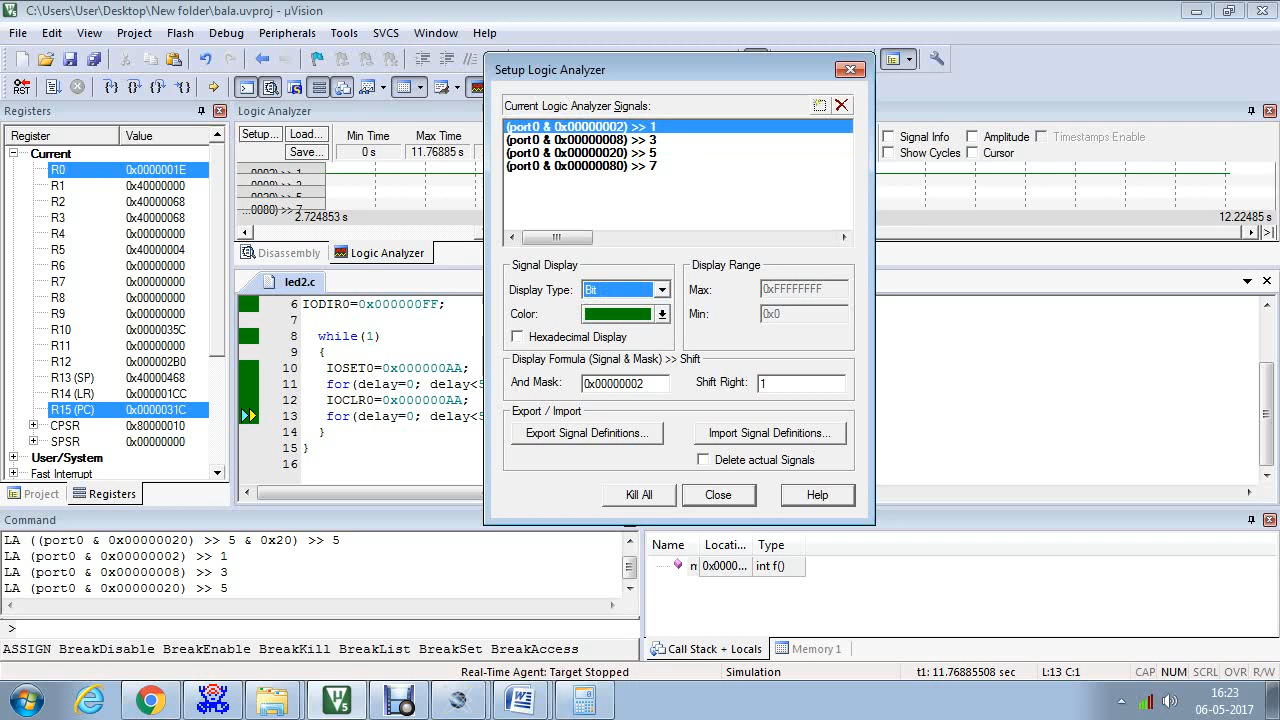 C:\Users\User\Desktop\New folder\bala.uvproj - µVision
File Edit View Project Flash Debug Peripherals Tools SVCS Window Help
RST
Registers
Register Value
Current
R0 0x0000001E
R1 0x40000000
R2 0x40000068
R3 0x40000068
R4 0x00000000
R5 0x40000004
R6 0x00000000
R7 0x00000000
R8 0x00000000
R9 0x00000000
R10 0x0000035C
R11 0x00000000
R12 0x000002B0
R13 (SP) 0x40000468
R14 (LR) 0x000001CC
R15 (PC) 0x0000031C
CPSR 0x80000010
SPSR 0x00000000
User/System
Fast Interrupt
Project Registers
Logic Analyzer
Setup... Load... Min Time Max Time
Save... 0 s 11.76885 s
...0002) >> 1
...0008) >> 3
...0020) >> 5
...0080) >> 7
2.724853 s
12.22485 s
Signal Info Amplitude Timestamps Enable
Show Cycles Cursor
Disassembly Logic Analyzer
led2.c
6 IODIR0=0x000000FF;
7
8 while(1)
9 {
10 IOSET0=0x000000AA;
11 for(delay=0; delay<5
12 IOCLR0=0x000000AA;
13 for(delay=0; delay<5
14 }
15 }
16
Setup Logic Analyzer
Current Logic Analyzer Signals:
(port0 & 0x00000002) >> 1
(port0 & 0x00000008) >> 3
(port0 & 0x00000020) >> 5
(port0 & 0x00000080) >> 7
Signal Display
Display Type: Bit
Color:
Hexadecimal Display
Display Range
Max: 0xFFFFFFFF
Min: 0x0
Display Formula (Signal & Mask) >> Shift
And Mask: 0x00000002 Shift Right: 1
Export / Import
Export Signal Definitions... Import Signal Definitions...
Delete actual Signals
Kill All Close Help
Command
LA ((port0 & 0x00000020) >> 5 & 0x20) >> 5
LA (port0 & 0x00000002) >> 1
LA (port0 & 0x00000008) >> 3
LA (port0 & 0x00000020) >> 5
>
ASSIGN BreakDisable BreakEnable BreakKill BreakList BreakSet BreakAccess
Name Locati... Type
0x0000... int f()
Call Stack + Locals Memory 1
Real-Time Agent: Target Stopped Simulation t1: 11.76885508 sec L:13 C:1 CAP NUM SCRL OVR R/W
16:23
06-05-2017